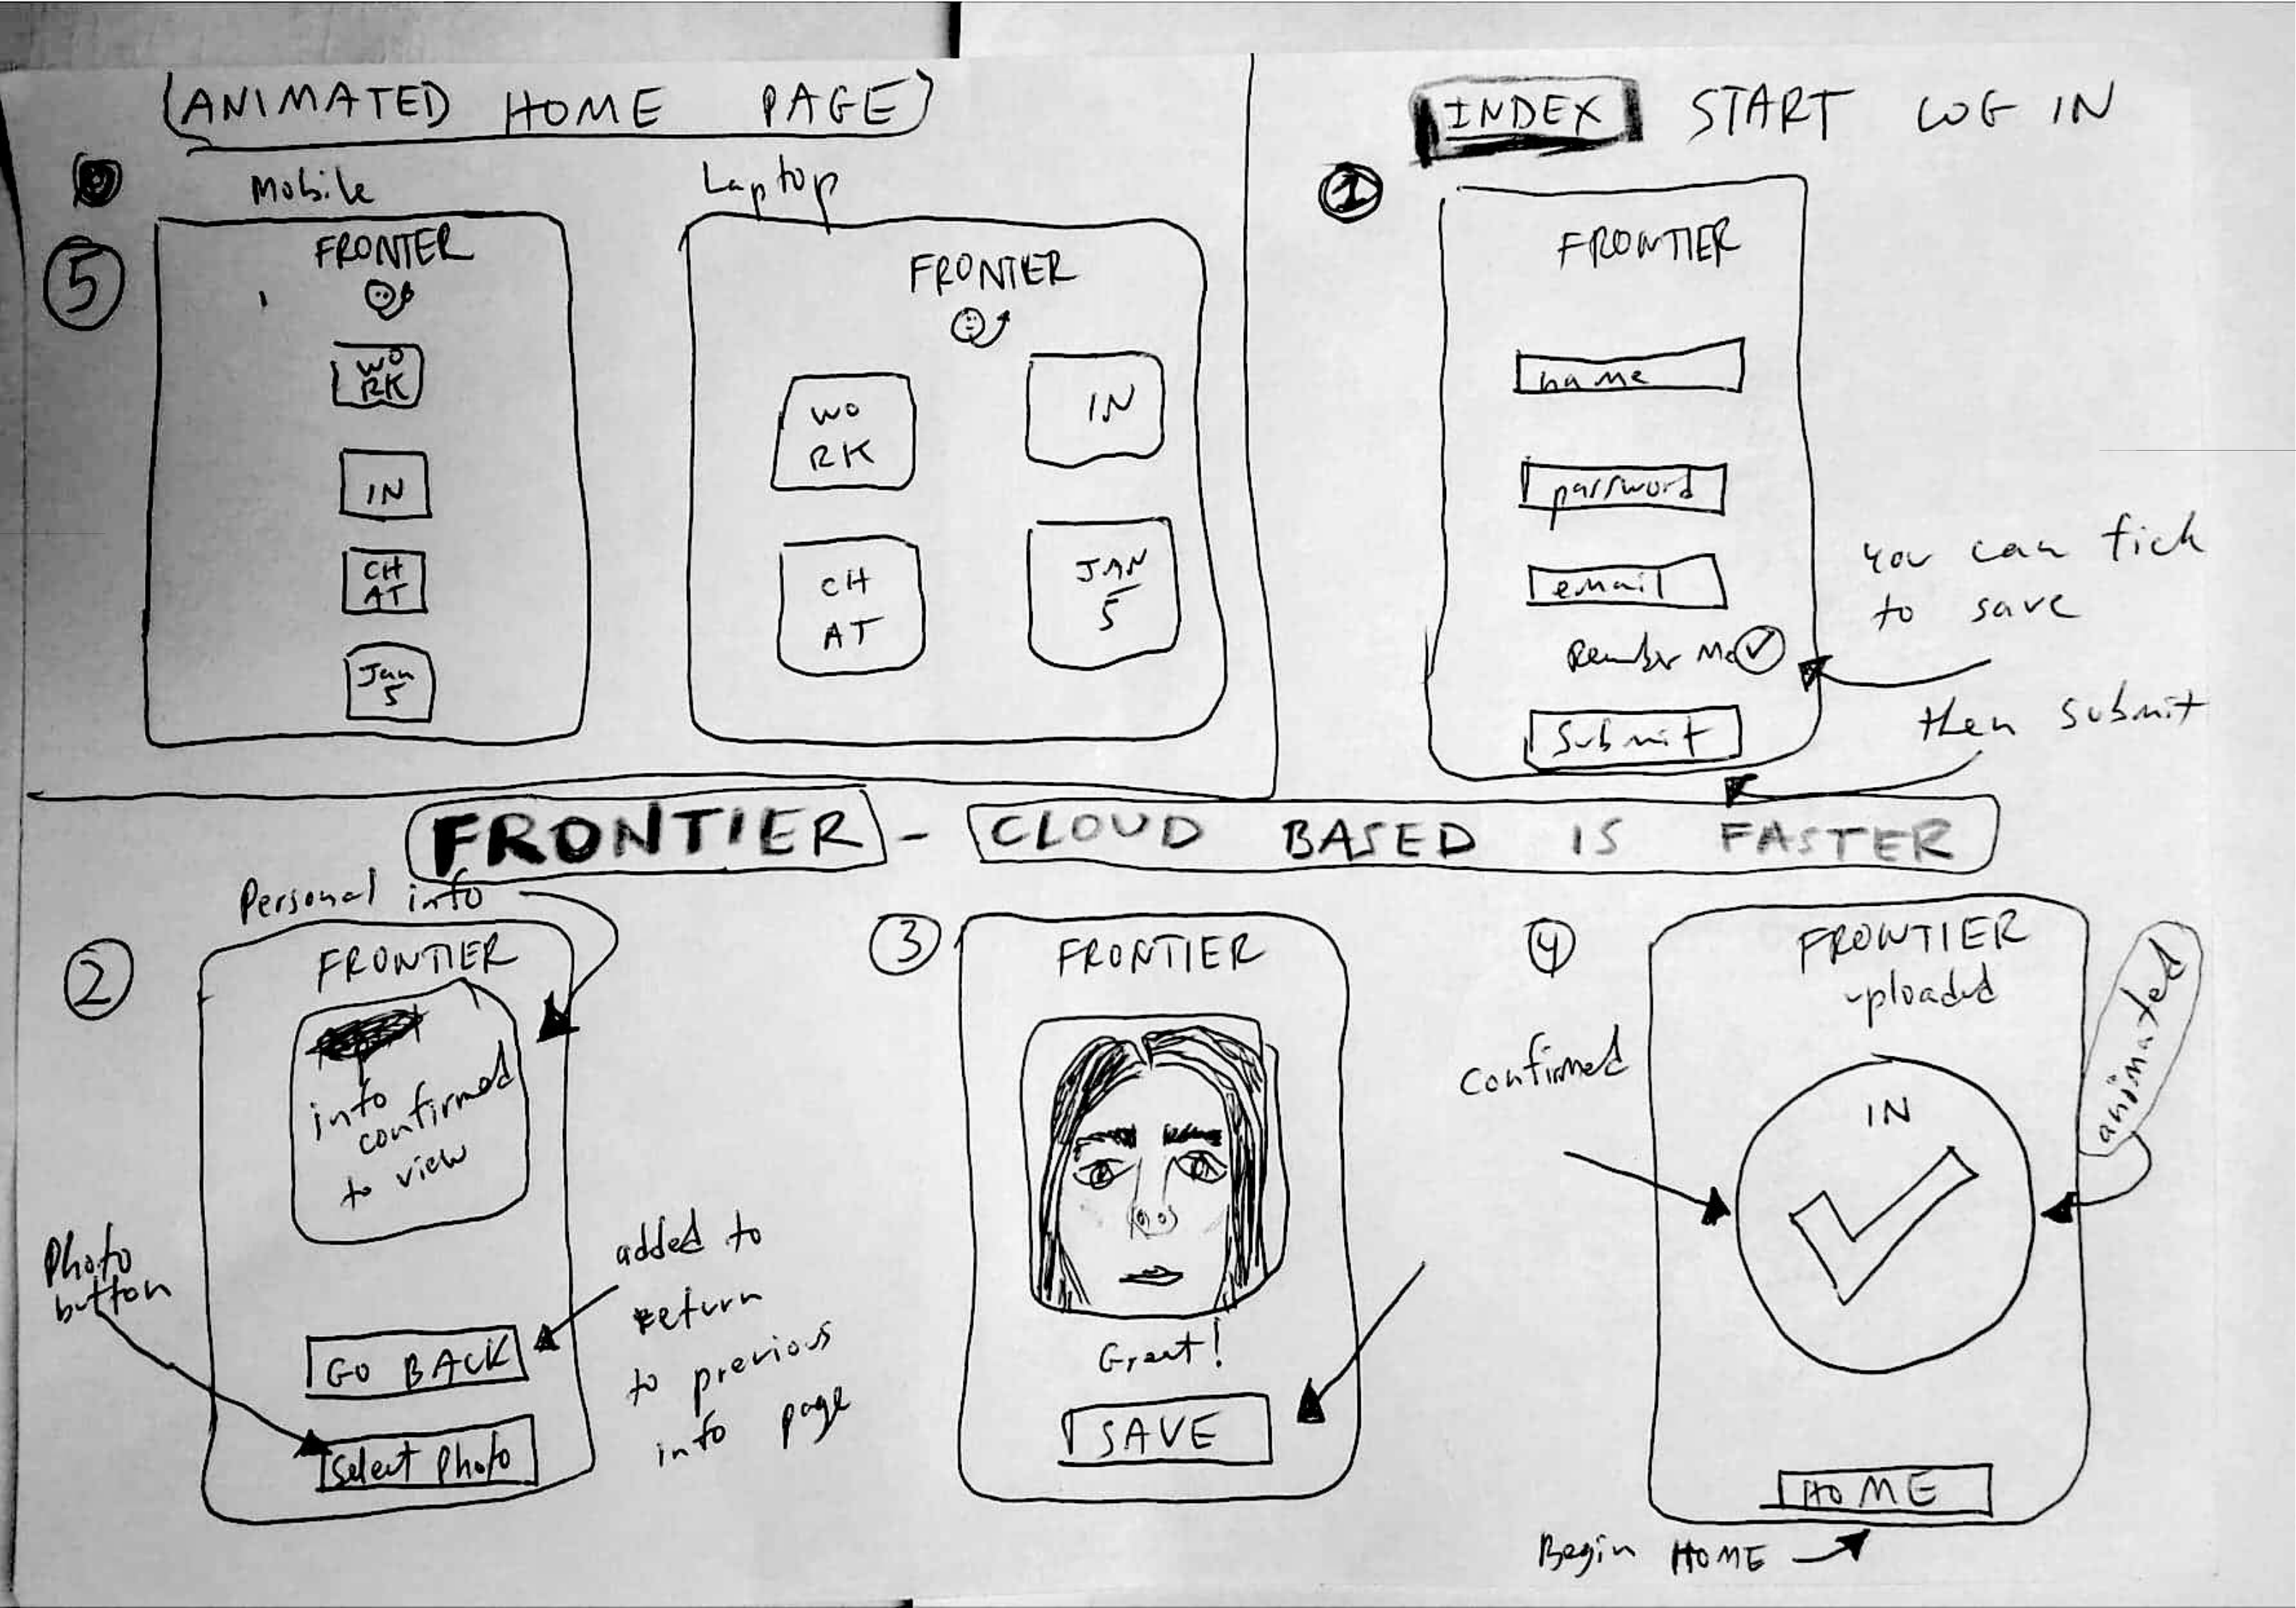 (ANIMATED HOME PAGE)
Mobile
Laptop
5
FRONTER
WO
RK
IN
CH
AT
Jan
5
FRONTER
WO
RK
IN
CH
AT
JAN
5
INDEX START LOG IN
1
FRONTIER
name
password
email
Remember Me
Submit
you can tick
to save
then submit
FRONTIER - CLOUD BASED IS FASTER
Personal info
2
FRONTIER
info
confirmed
to view
Photo
button
GO BACK
Select Photo
added to
return
to previous
info page
3
FRONTIER
Great!
SAVE
4
FRONTIER
uploaded
Confirmed
animated
IN
HOME
Begin HOME